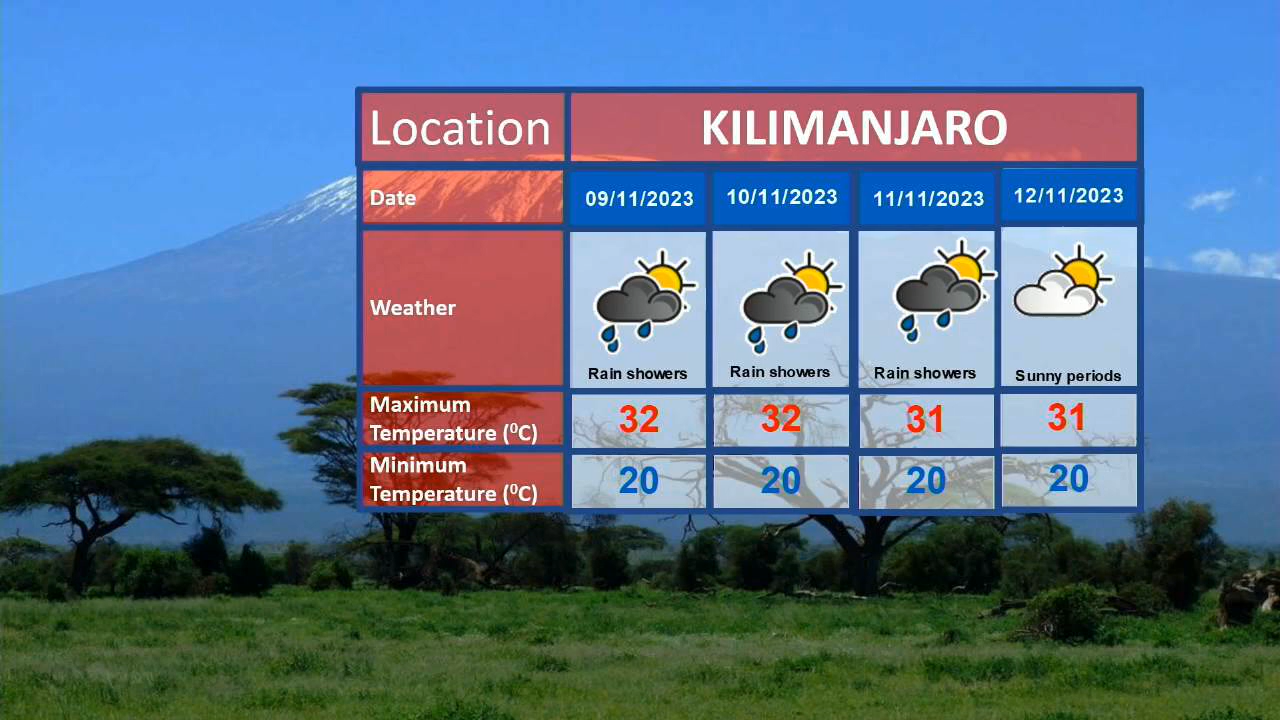 Location KILIMANJARO
Date 09/11/2023 10/11/2023 11/11/2023 12/11/2023
Weather
Rain showers Rain showers Rain showers Sunny periods
Maximum
Temperature (⁰C) 32 32 31 31
Minimum
Temperature (⁰C) 20 20 20 20